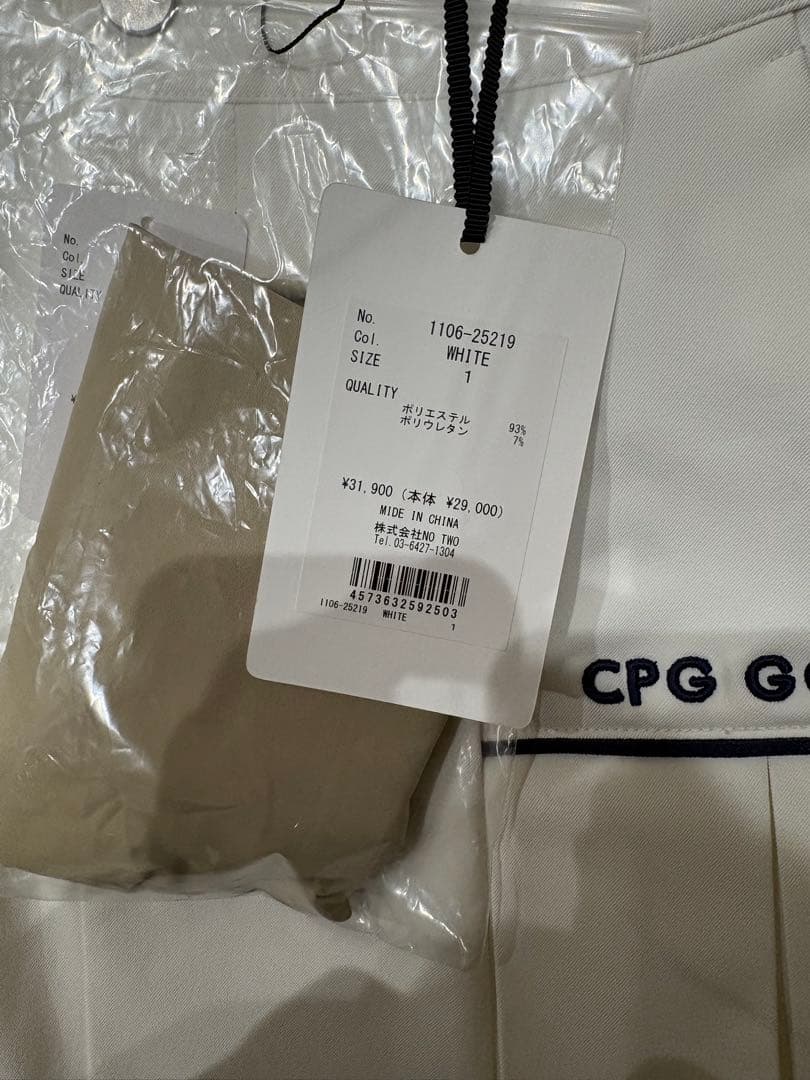 No.
Col.
SIZE
QUALITY
¥
No. 1106-25219
Col. WHITE
SIZE 1
QUALITY
ポリエステル 93%
ポリウレタン 7%
¥31,900 (本体 ¥29,000)
MIDE IN CHINA
株式会社NO TWO
Tel.03-6427-1304
4573632592503
1106-25219 WHITE 1
CPG G